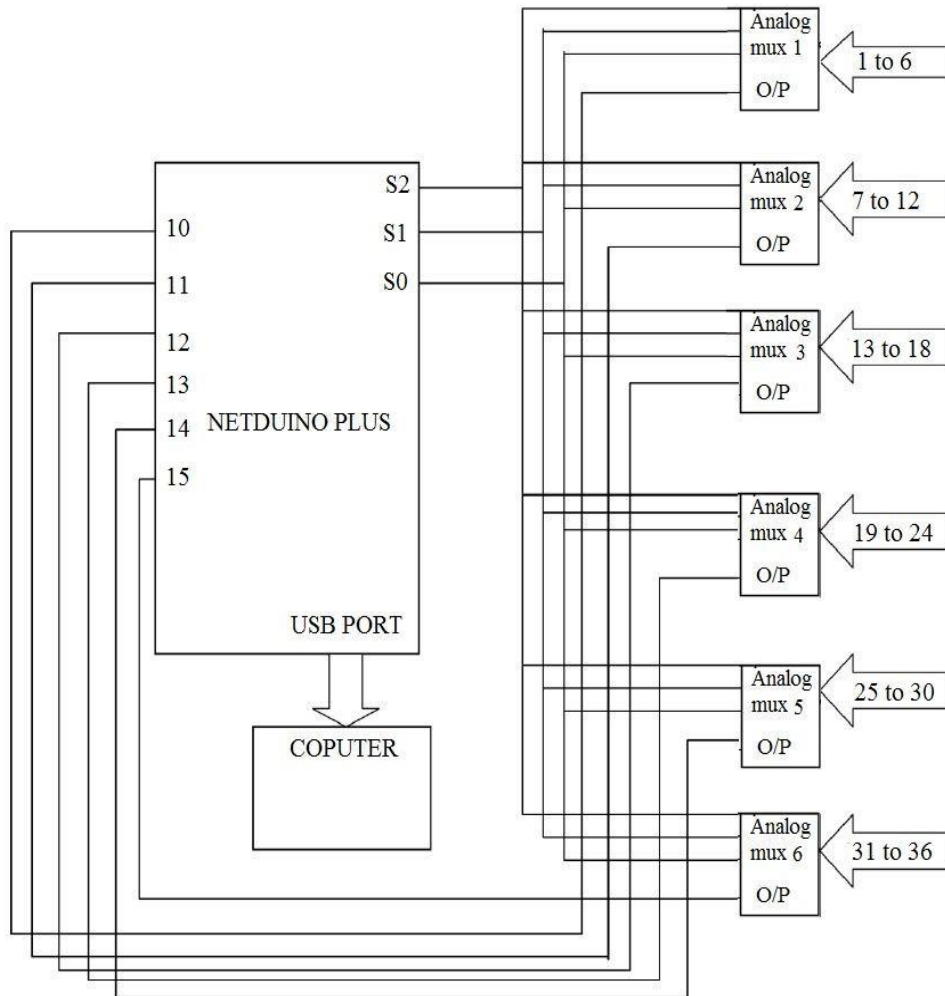 Analog
mux 1
O/P
1 to 6
Analog
mux 2
O/P
7 to 12
Analog
mux 3
O/P
13 to 18
Analog
mux 4
O/P
19 to 24
Analog
mux 5
O/P
25 to 30
Analog
mux 6
O/P
31 to 36
S2
S1
S0
10
11
12
13
14
15
NETDUINO PLUS
USB PORT
COPUTER